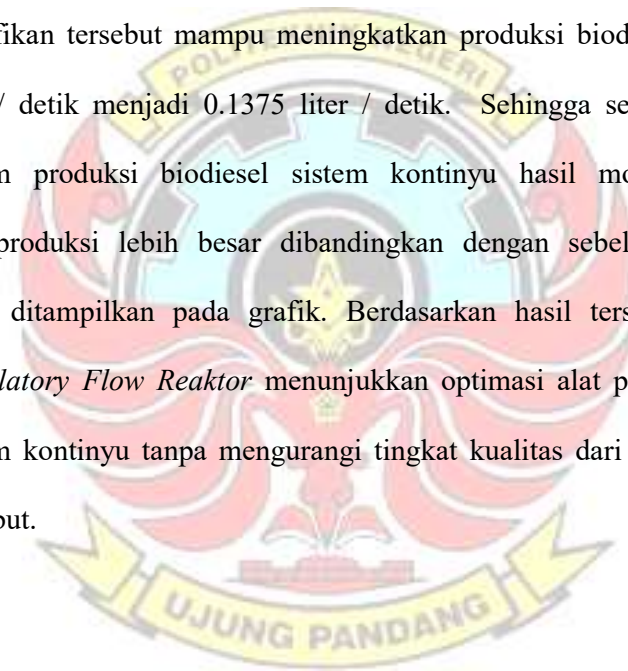 fikan tersebut mampu meningkatkan produksi biod
/ detik menjadi 0.1375 liter / detik. Sehingga se
produksi biodiesel sistem kontinyu hasil mo
produksi lebih besar dibandingkan dengan sebel
ditampilkan pada grafik. Berdasarkan hasil ters
latory Flow Reaktor menunjukkan optimasi alat p
kontinyu tanpa mengurangi tingkat kualitas dari
but.
UJUNG PANDANG